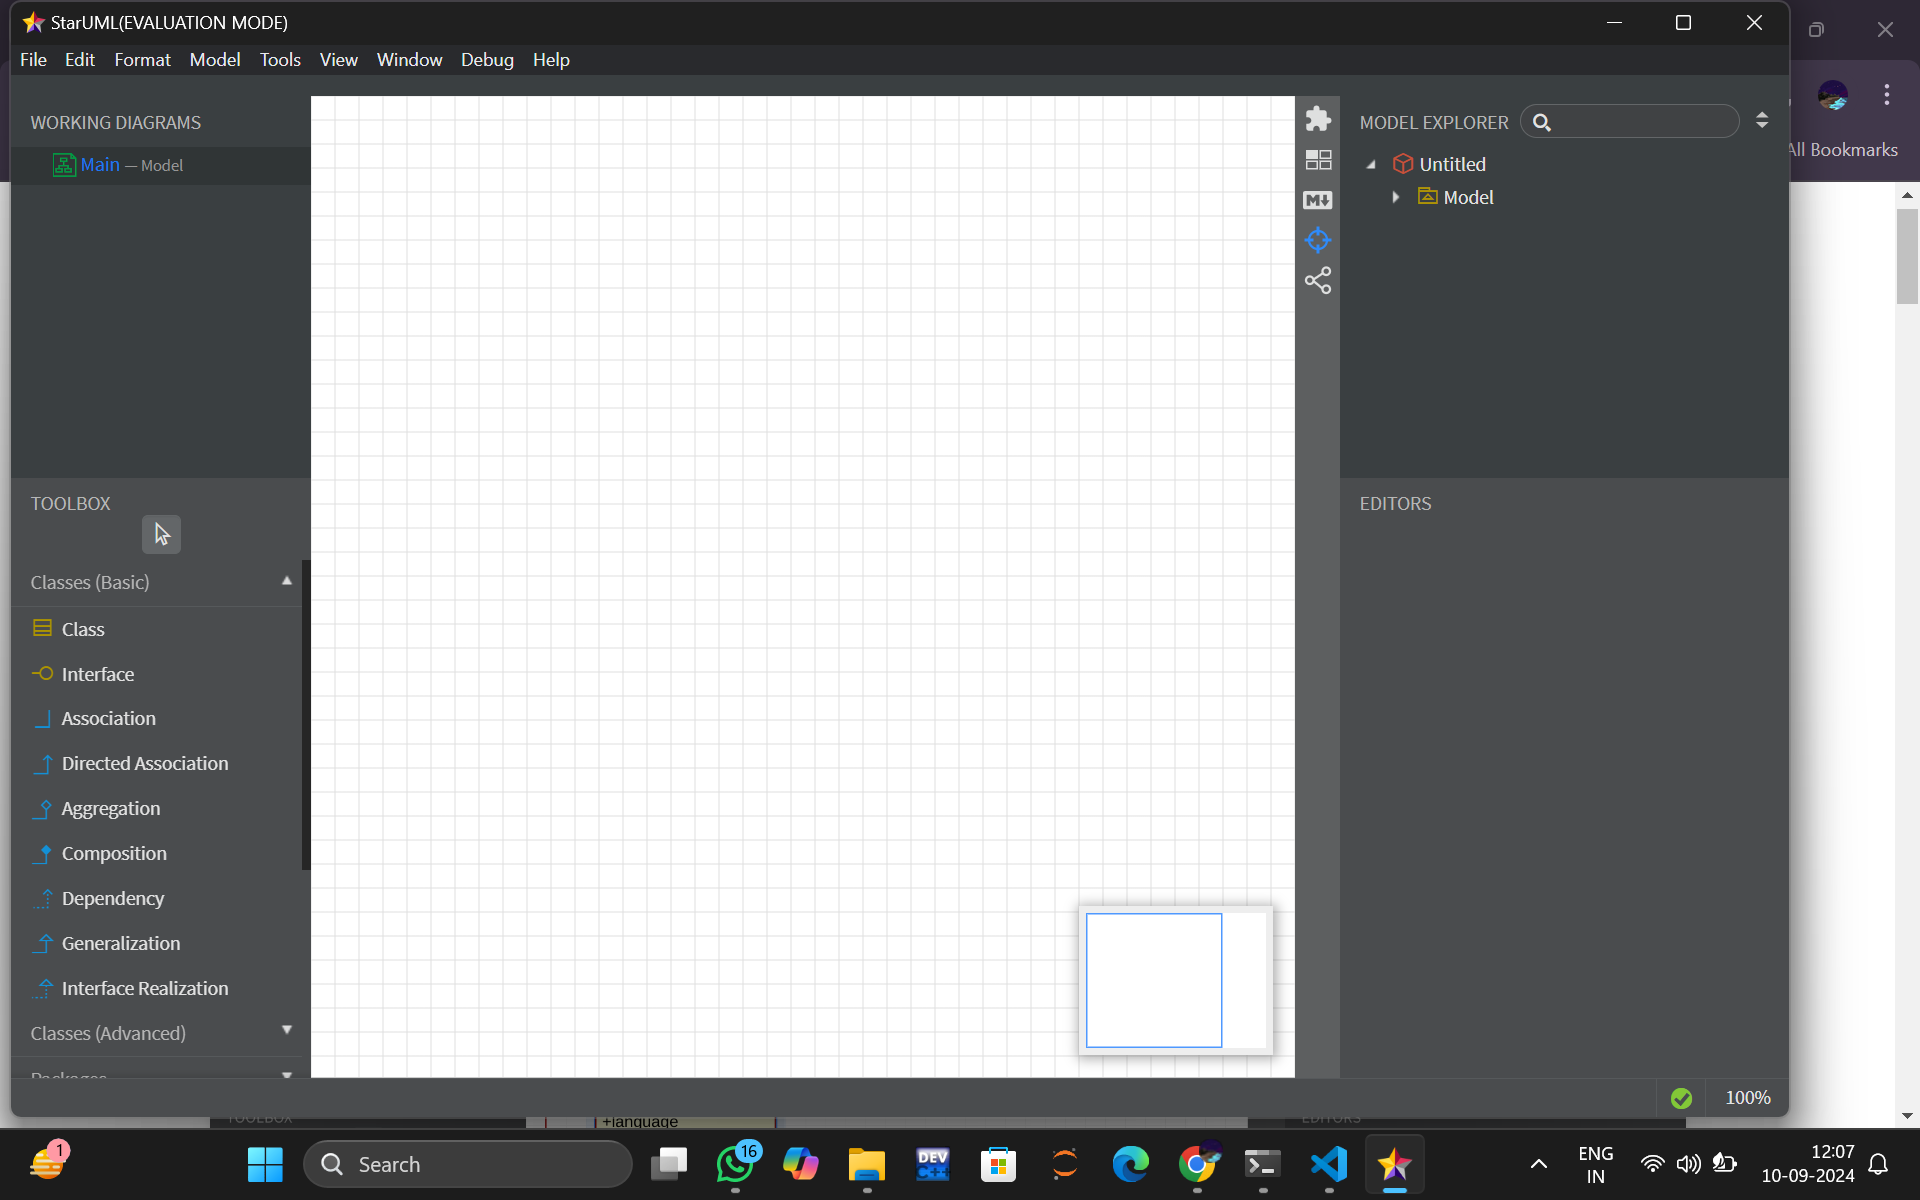 StarUML(EVALUATION MODE)
File Edit Format Model Tools View Window Debug Help
WORKING DIAGRAMS
Main — Model
MODEL EXPLORER
Untitled
Model
All Bookmarks
TOOLBOX
Classes (Basic)
Class
Interface
Association
Directed Association
Aggregation
Composition
Dependency
Generalization
Interface Realization
Classes (Advanced)
Packages
EDITORS
M
100%
TOOLBOX
+language
EDITORS
1
Search
16
DEV
C++
ENG
IN
12:07
10-09-2024